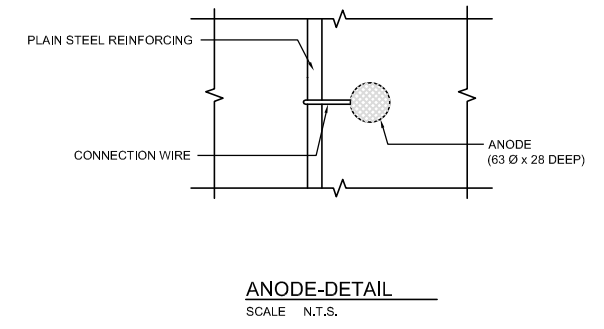 PLAIN STEEL REINFORCING
CONNECTION WIRE
ANODE
(63 Ø x 28 DEEP)
ANODE-DETAIL
SCALE N.T.S.